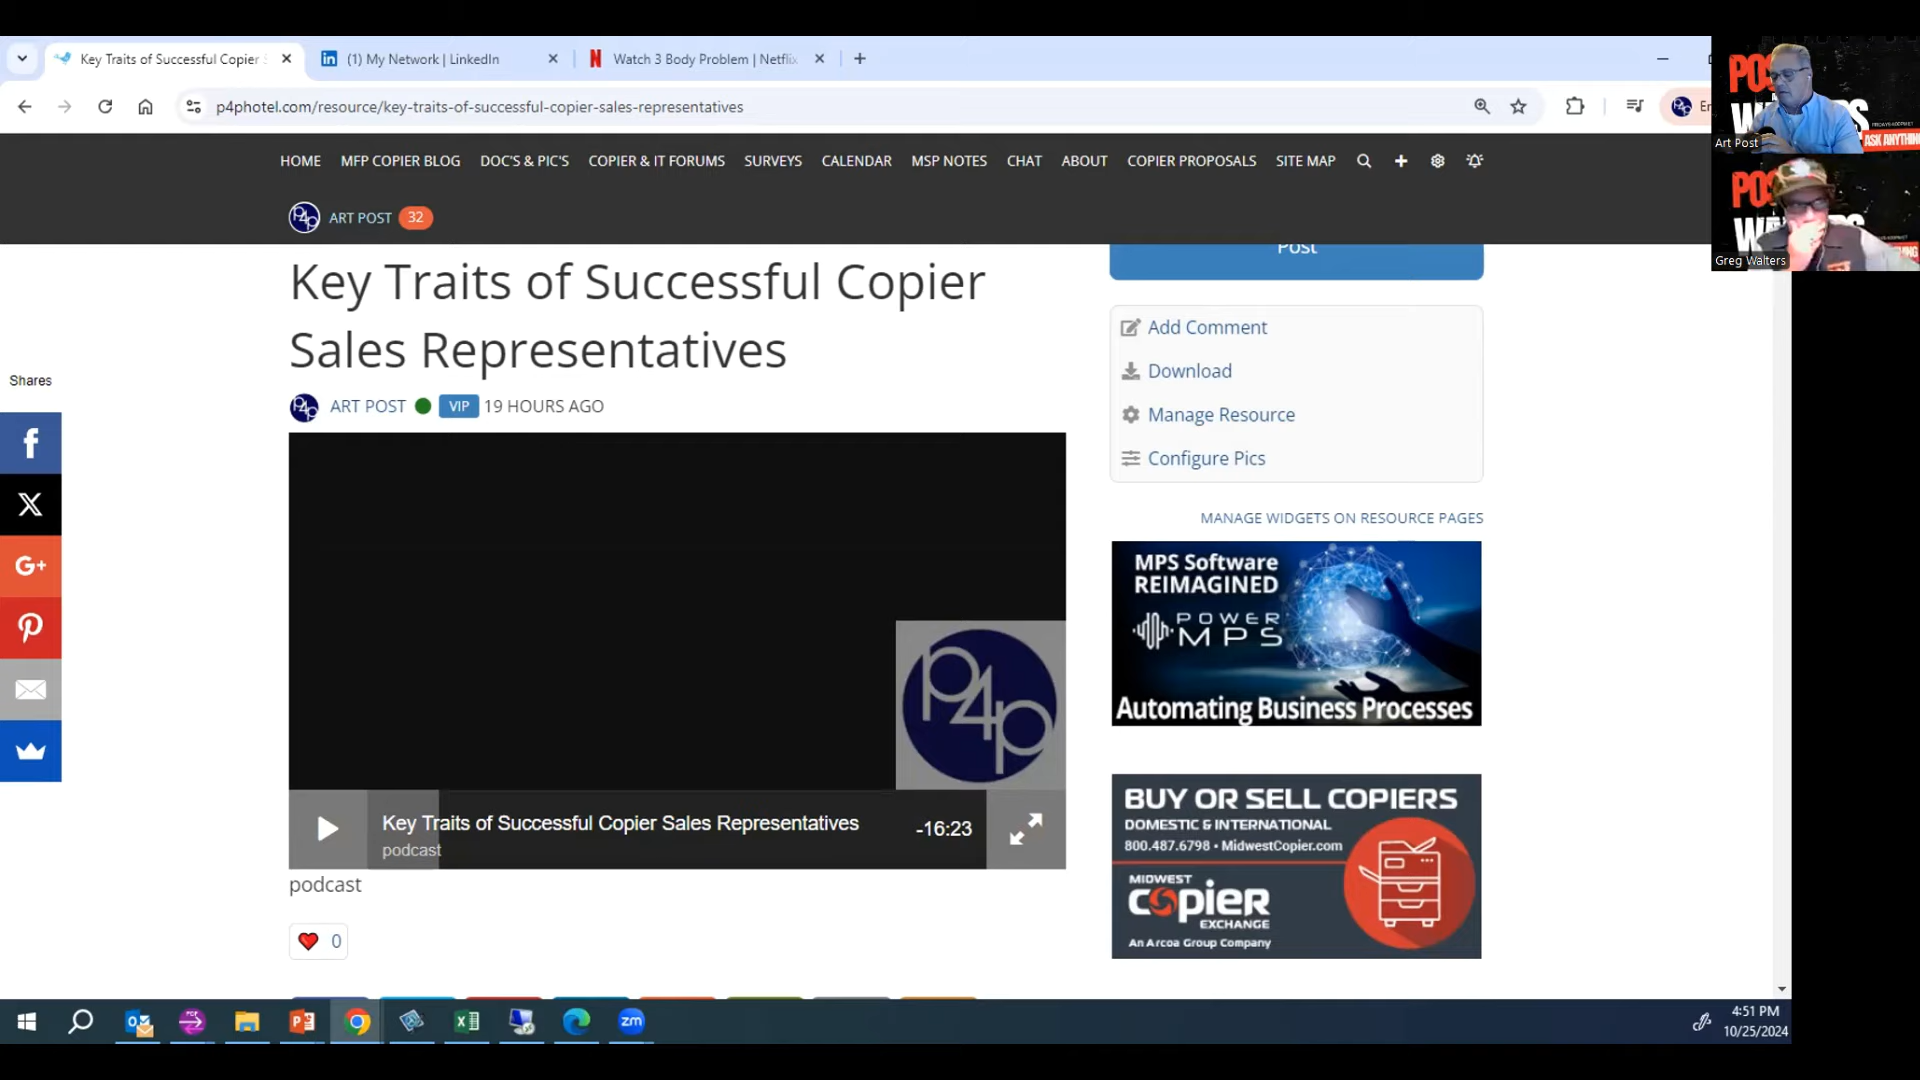 Key Traits of Successful Copier S
(1) My Network | LinkedIn
Watch 3 Body Problem | Netflix
p4photel.com/resource/key-traits-of-successful-copier-sales-representatives
HOME MFP COPIER BLOG DOC'S & PIC'S COPIER & IT FORUMS SURVEYS CALENDAR MSP NOTES CHAT ABOUT COPIER PROPOSALS SITE MAP
P4P ART POST 32
Art Post
ASK ANYTHING
Greg Walters
Post
Key Traits of Successful Copier
Sales Representatives
ART POST VIP 19 HOURS AGO
Shares
f
X
G+
Add Comment
Download
Manage Resource
Configure Pics
MANAGE WIDGETS ON RESOURCE PAGES
MPS Software
REIMAGINED
POWER
MPS
Automating Business Processes
P4P
Key Traits of Successful Copier Sales Representatives
podcast
-16:23
podcast
0
BUY OR SELL COPIERS
DOMESTIC & INTERNATIONAL
800.487.6798 • MidwestCopier.com
MIDWEST
COPIER
EXCHANGE
An Arcoa Group Company
zm
4:51 PM
10/25/2024